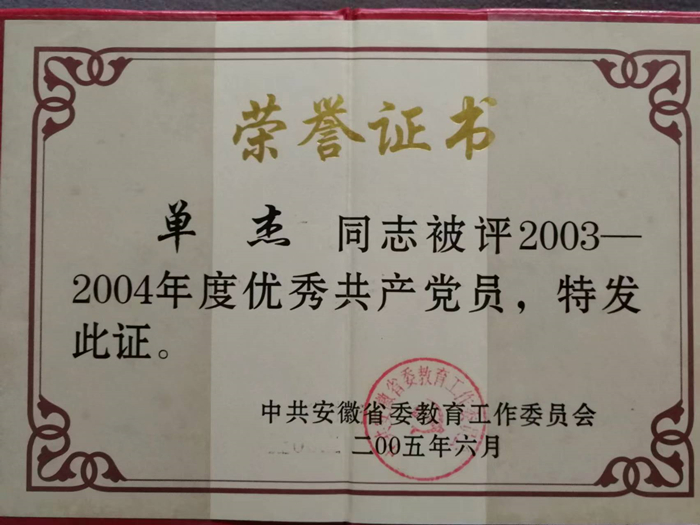 荣誉证书
单 杰 同志被评2003—
2004年度优秀共产党员，特发
此证。
中共安徽省委教育工作委员会
二00五年六月